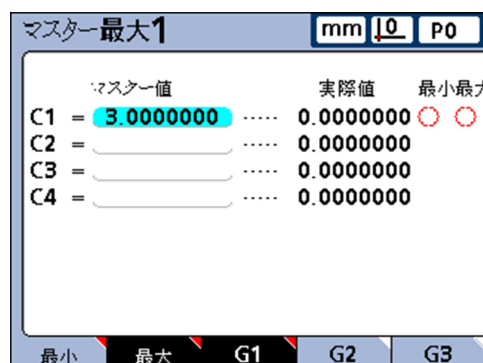 マスター最大1 mm 0 P0
マスター値 実際値 最小最大
C1 = 3.0000000 ..... 0.0000000
C2 = ..... 0.0000000
C3 = ..... 0.0000000
C4 = ..... 0.0000000
最小 最大 G1 G2 G3